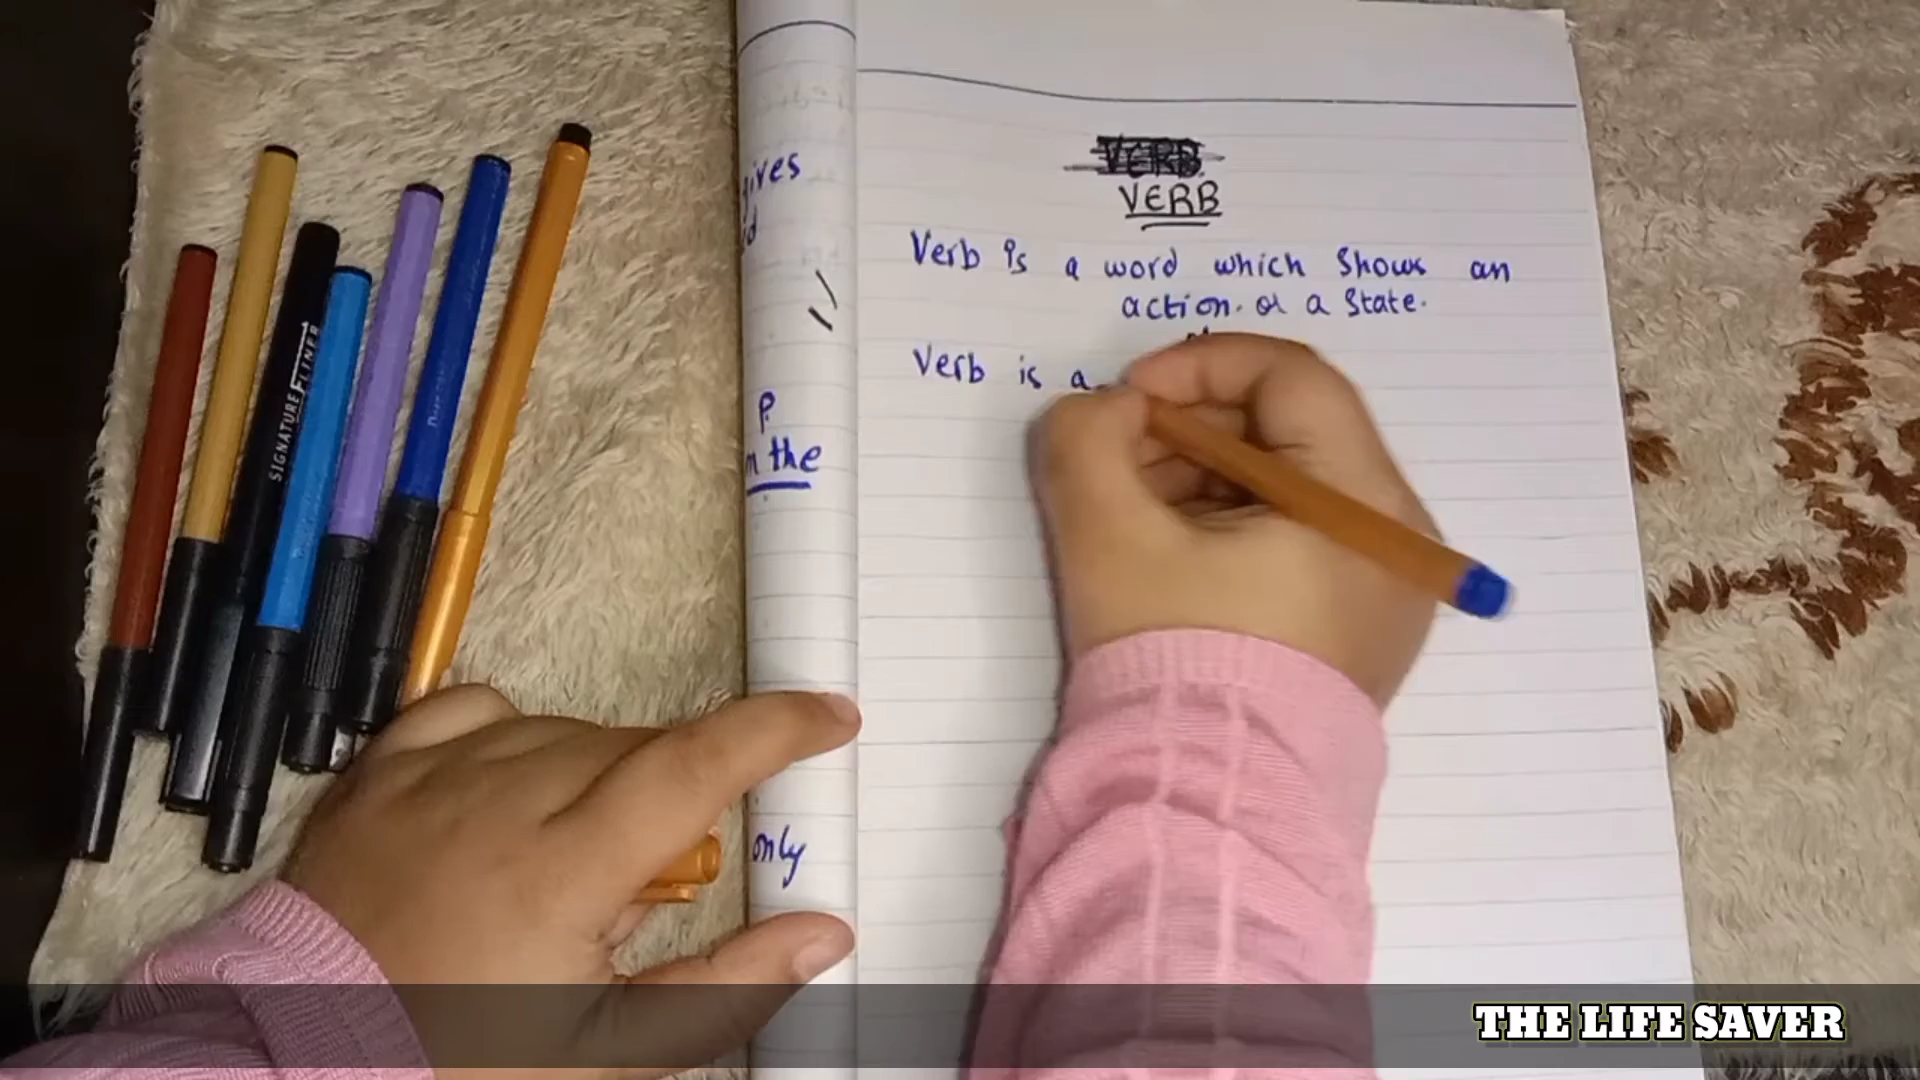 gives
P.
the
only
VERB
VERB
Verb is a word which Shows an
action. or a State.
Verb is a
SIGNATURE FLINER
THE LIFE SAVER